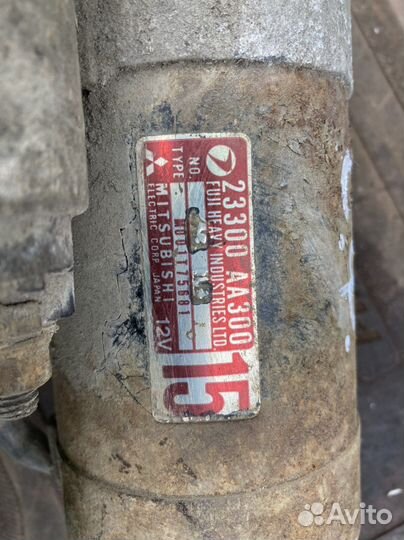 23300 AA300
FUJI HEAVY INDUSTRIES LTD
NO.
TYPE
MITSUBISHI 12V
ELECTRIC CORP. JAPAN
15
Avito